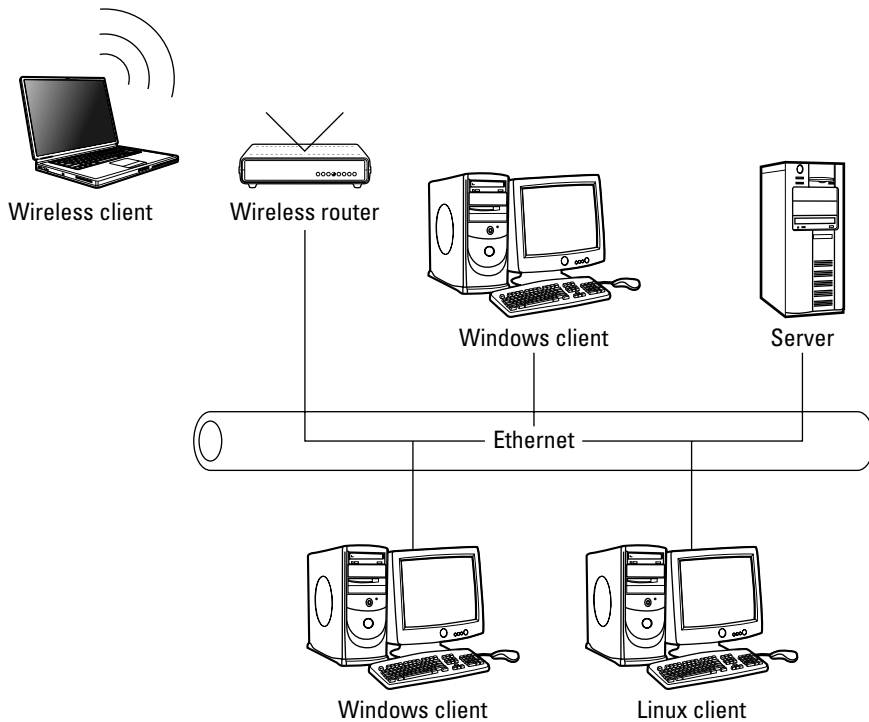 Wireless client
Wireless router
Windows client
Server
Ethernet
Windows client
Linux client